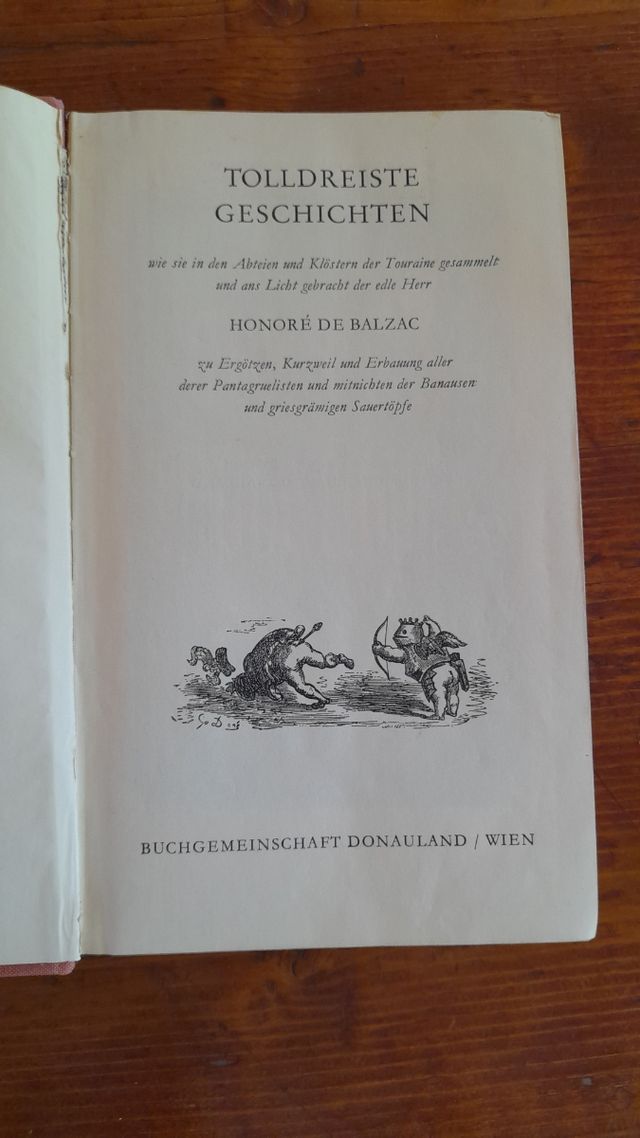 TOLLDREISTE
GESCHICHTEN
wie sie in den Abteien und Klöstern der Touraine gesammelt
und ans Licht gebracht der edle Herr
HONORÉ DE BALZAC
zu Ergötzen, Kurzweil und Erbauung aller
derer Pantagruelisten und mitnichten der Banausen
und griesgrämigen Sauertöpfe
BUCHGEMEINSCHAFT DONAULAND / WIEN